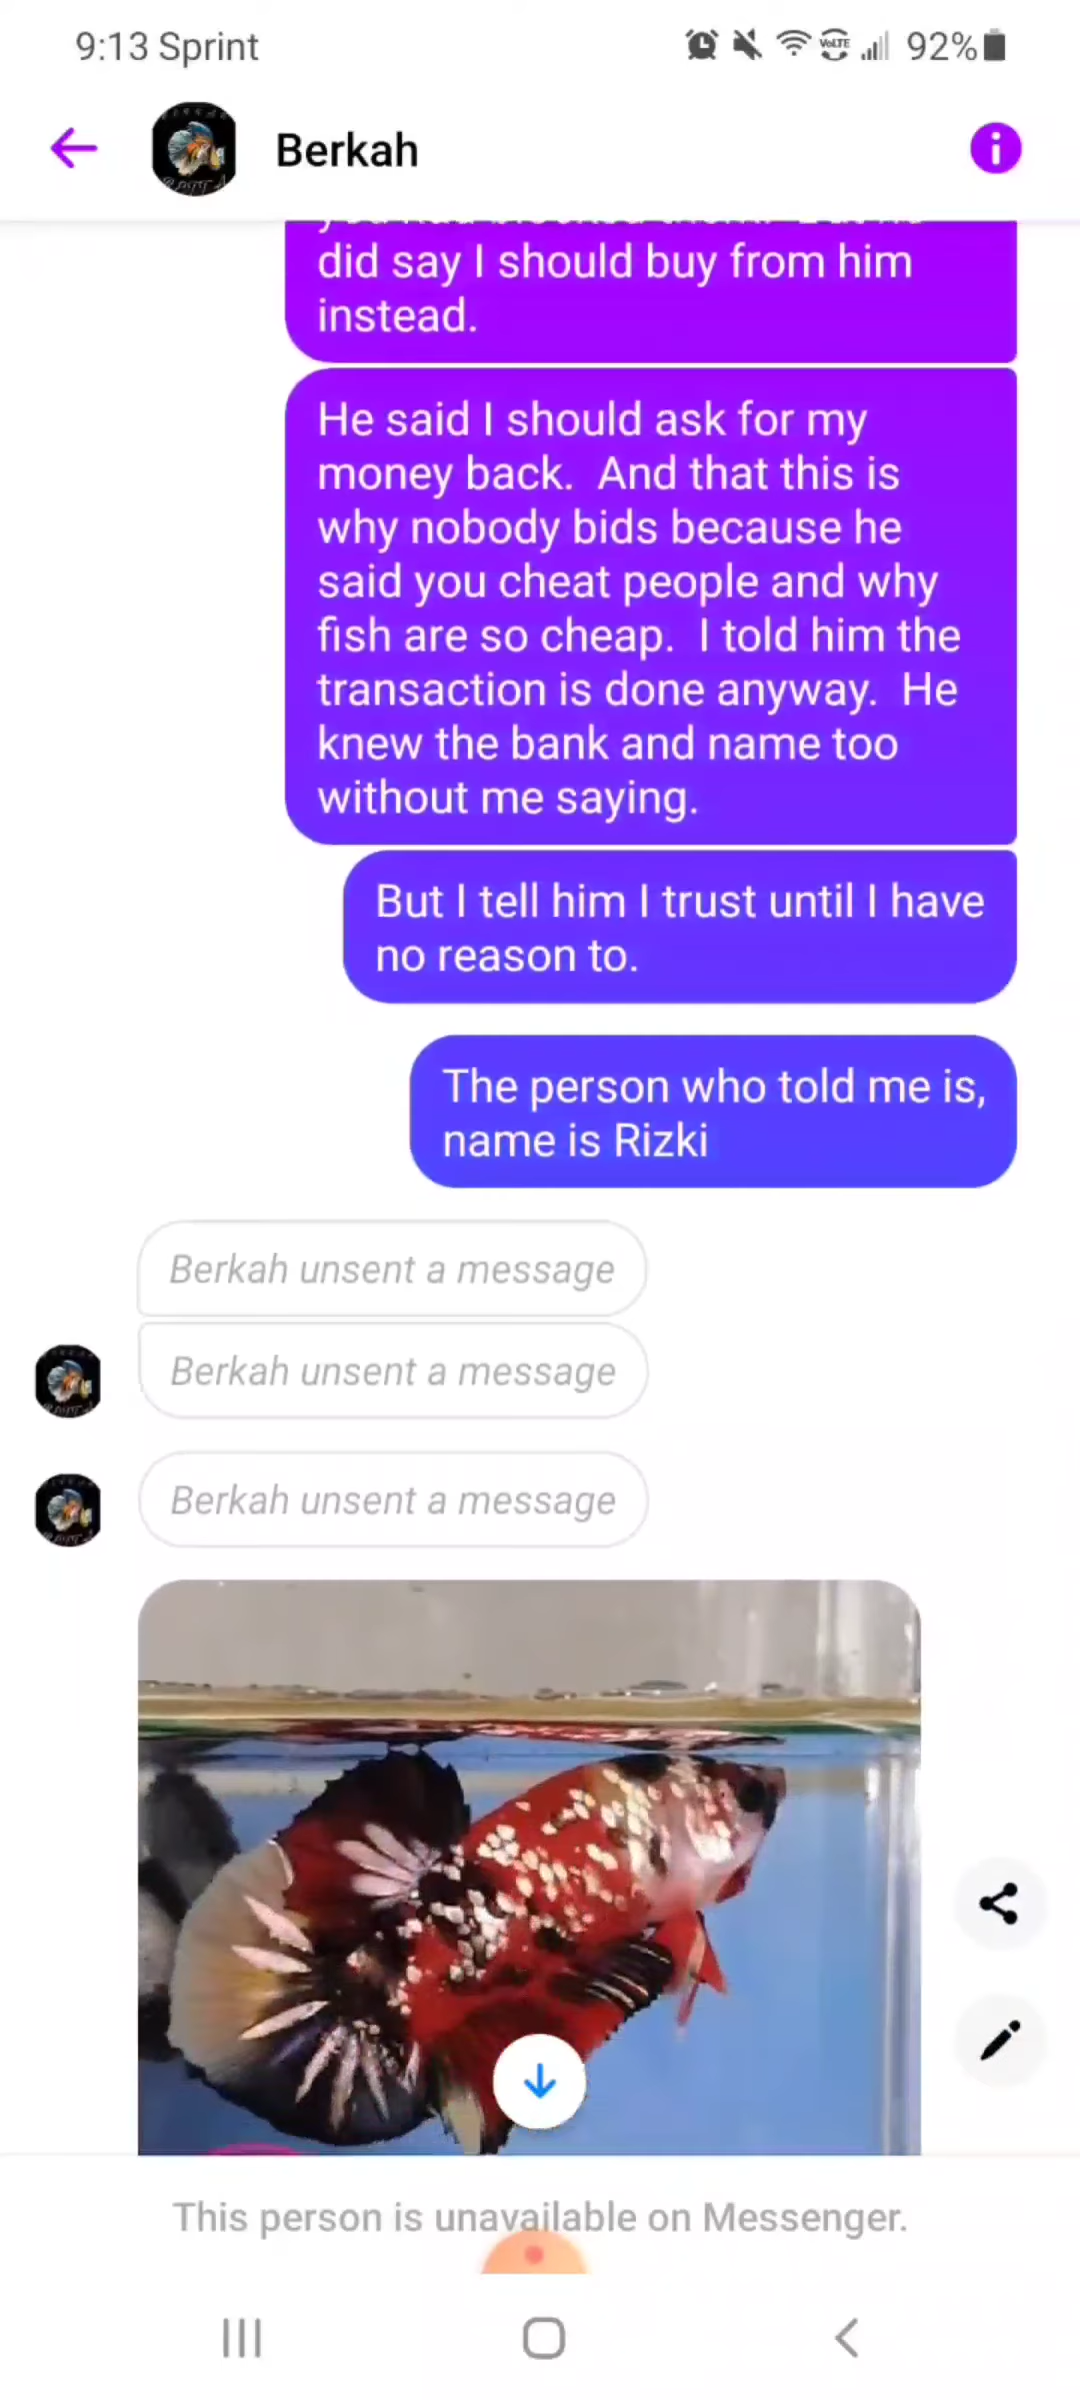 9:13 Sprint
VoLTE
92%
Berkah
did say I should buy from him
instead.
He said I should ask for my
money back.  And that this is
why nobody bids because he
said you cheat people and why
fish are so cheap.  I told him the
transaction is done anyway.  He
knew the bank and name too
without me saying.
But I tell him I trust until I have
no reason to.
The person who told me is,
name is Rizki
Berkah unsent a message
Berkah unsent a message
Berkah unsent a message
This person is unavailable on Messenger.